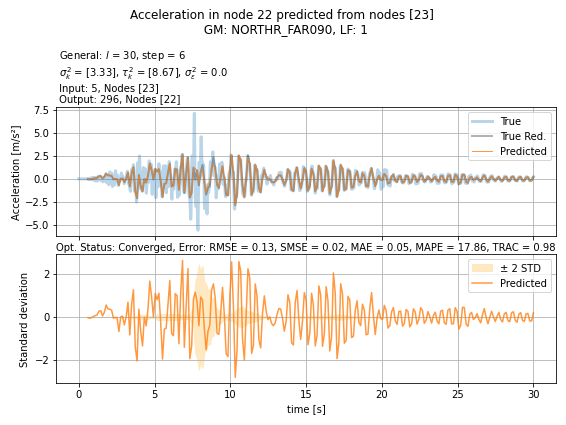 Acceleration in node 22 predicted from nodes [23]
GM: NORTHR_FAR090, LF: 1
General: l = 30, step = 6
σ²ₖ = [3.33], τ²ₖ = [8.67], σ²ε = 0.0
Input: 5, Nodes [23]
Output: 296, Nodes [22]
7.5
5.0
2.5
0.0
−2.5
−5.0
Acceleration [m/s²]
True
True Red.
Predicted
Opt. Status: Converged, Error: RMSE = 0.13, SMSE = 0.02, MAE = 0.05, MAPE = 17.86, TRAC = 0.98
2
0
−2
Standard deviation
± 2 STD
Predicted
0 5 10 15 20 25 30
time [s]